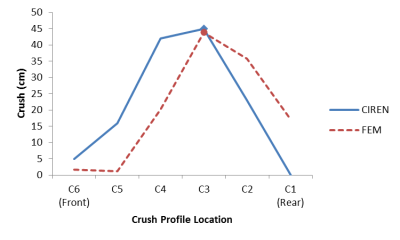 50
45
40
35
30
25
20
15
10
5
0
Crush (cm)
C6 C5 C4 C3 C2 C1
(Front) (Rear)
Crush Profile Location
CIREN
FEM